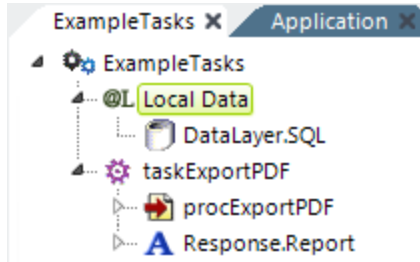 ExampleTasks Application
ExampleTasks
@L Local Data
DataLayer.SQL
taskExportPDF
procExportPDF
A Response.Report